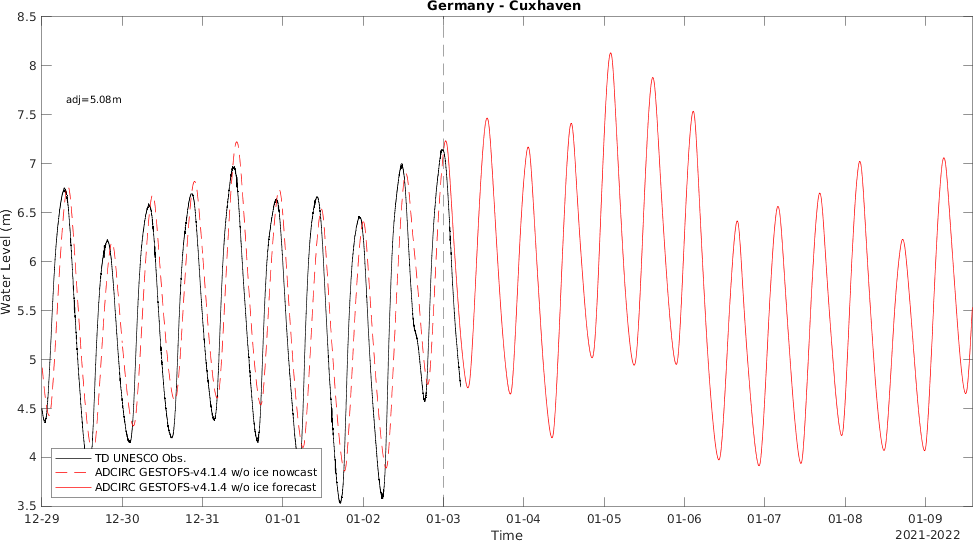 Germany - Cuxhaven
8.5
8
7.5
7
6.5
6
5.5
5
4.5
4
3.5
Water Level (m)
adj=5.08m
TD UNESCO Obs.
ADCIRC GESTOFS-v4.1.4 w/o ice nowcast
ADCIRC GESTOFS-v4.1.4 w/o ice forecast
12-29 12-30 12-31 01-01 01-02 01-03 01-04 01-05 01-06 01-07 01-08 01-09
Time
2021-2022